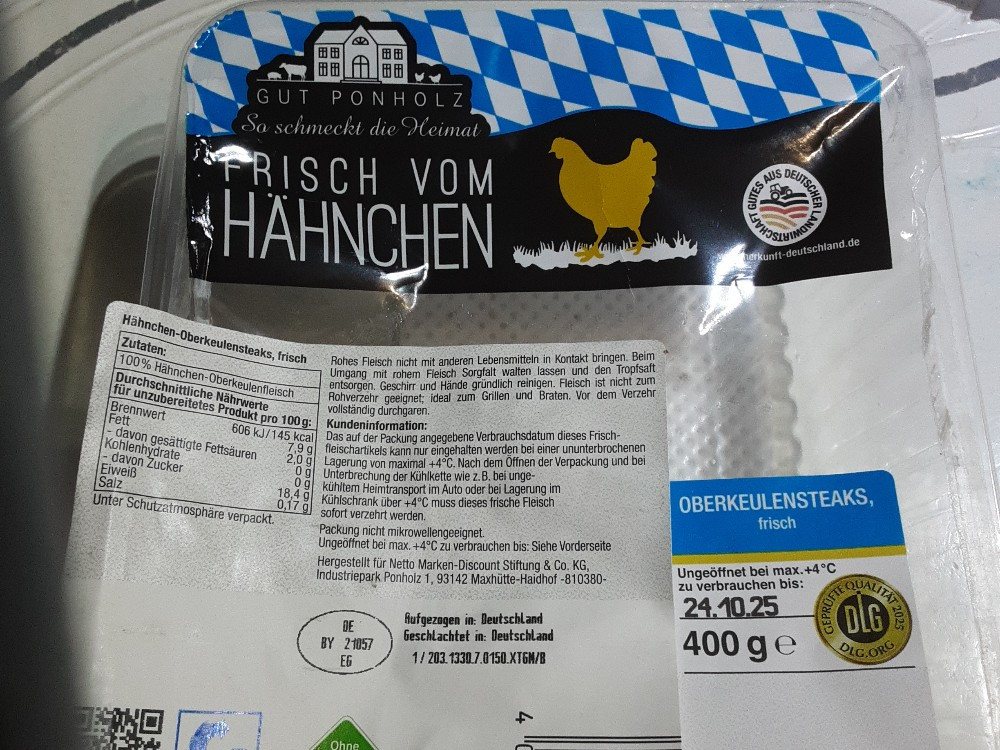 GUT PONHOLZ
So schmeckt die Heimat
FRISCH VOM
HÄHNCHEN
GUTES AUS DEUTSCHER LANDWIRTSCHAFT
herkunft-deutschland.de
Hähnchen-Oberkeulensteaks, frisch
Zutaten:
100% Hähnchen-Oberkeulenfleisch
Durchschnittliche Nährwerte
für unzubereitetes Produkt pro 100 g:
Brennwert 606 kJ/145 kcal
Fett 7,9 g
- davon gesättigte Fettsäuren 2,0 g
Kohlenhydrate 0 g
- davon Zucker 0 g
Eiweiß 18,4 g
Salz 0,17 g
Unter Schutzatmosphäre verpackt.
Rohes Fleisch nicht mit anderen Lebensmitteln in Kontakt bringen. Beim
Umgang mit rohem Fleisch Sorgfalt walten lassen und den Tropfsaft
entsorgen. Geschirr und Hände gründlich reinigen. Fleisch ist nicht zum
Rohverzehr geeignet; ideal zum Grillen und Braten. Vor dem Verzehr
vollständig durchgaren.
Kundeninformation:
Das auf der Packung angegebene Verbrauchsdatum dieses Frisch-
fleischartikels kann nur eingehalten werden bei einer ununterbrochenen
Lagerung von maximal +4°C. Nach dem Öffnen der Verpackung und bei
Unterbrechung der Kühlkette wie z. B. bei unge-
kühltem Heimtransport im Auto oder bei Lagerung im
Kühlschrank über +4°C muss dieses frische Fleisch
sofort verzehrt werden.
Packung nicht mikrowellengeeignet.
Ungeöffnet bei max. +4°C zu verbrauchen bis: Siehe Vorderseite
Hergestellt für Netto Marken-Discount Stiftung & Co. KG,
Industriepark Ponholz 1, 93142 Maxhütte-Haidhof -810380-
DE
BY 21057
EG
Aufgezogen in: Deutschland
Geschlachtet in: Deutschland
1/203.1330.7.0150.XTGN/B
OBERKEULENSTEAKS,
frisch
Ungeöffnet bei max.+4°C
zu verbrauchen bis:
24.10.25
400 g e
GEPRÜFTE QUALITÄT 2025
DLG
DLG.ORG
Ohne
4